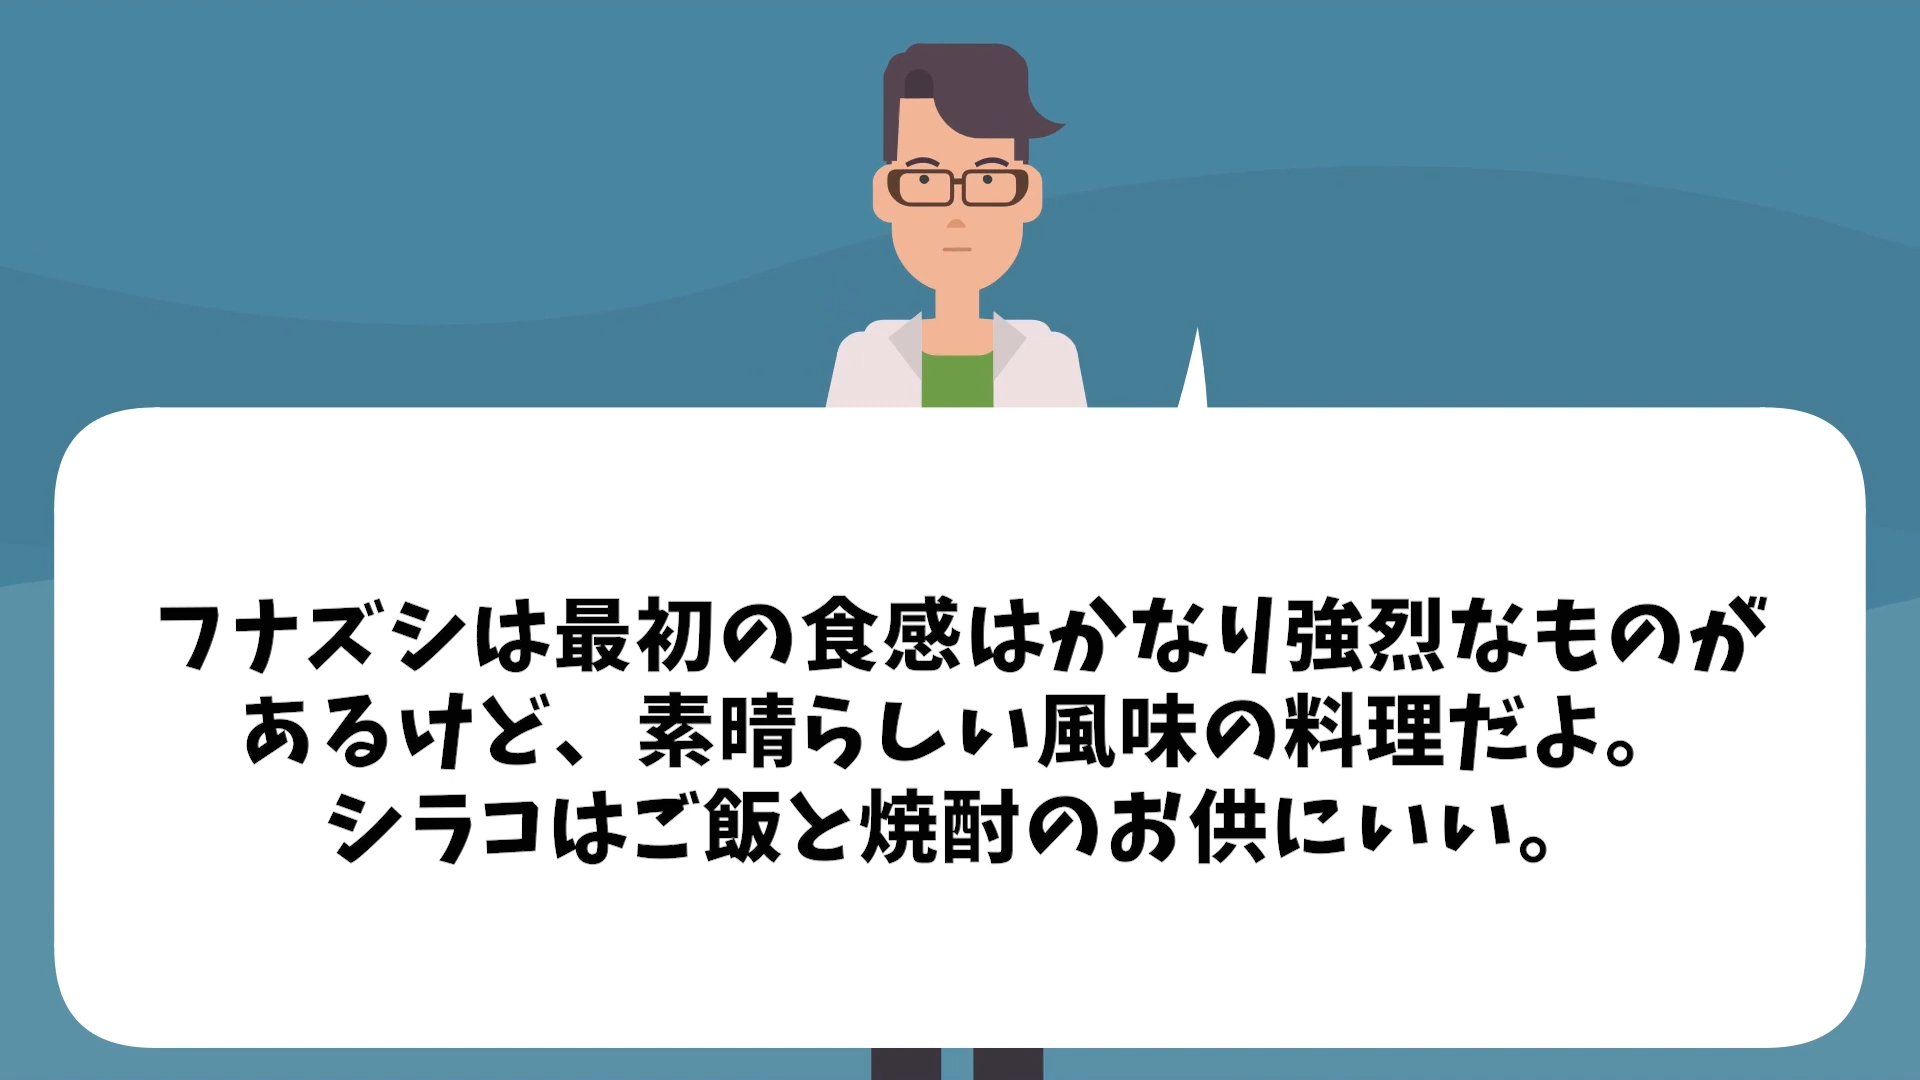 フナズシは最初の食感はかなり強烈なものが
あるけど、素晴らしい風味の料理だよ。
シラコはご飯と焼酎のお供にいい。